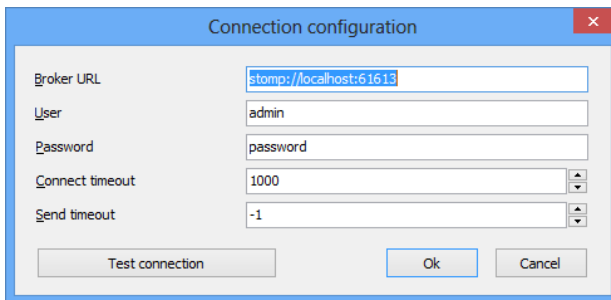 Connection configuration
Broker URL stomp://localhost:61613
User admin
Password password
Connect timeout 1000
Send timeout -1
Test connection Ok Cancel